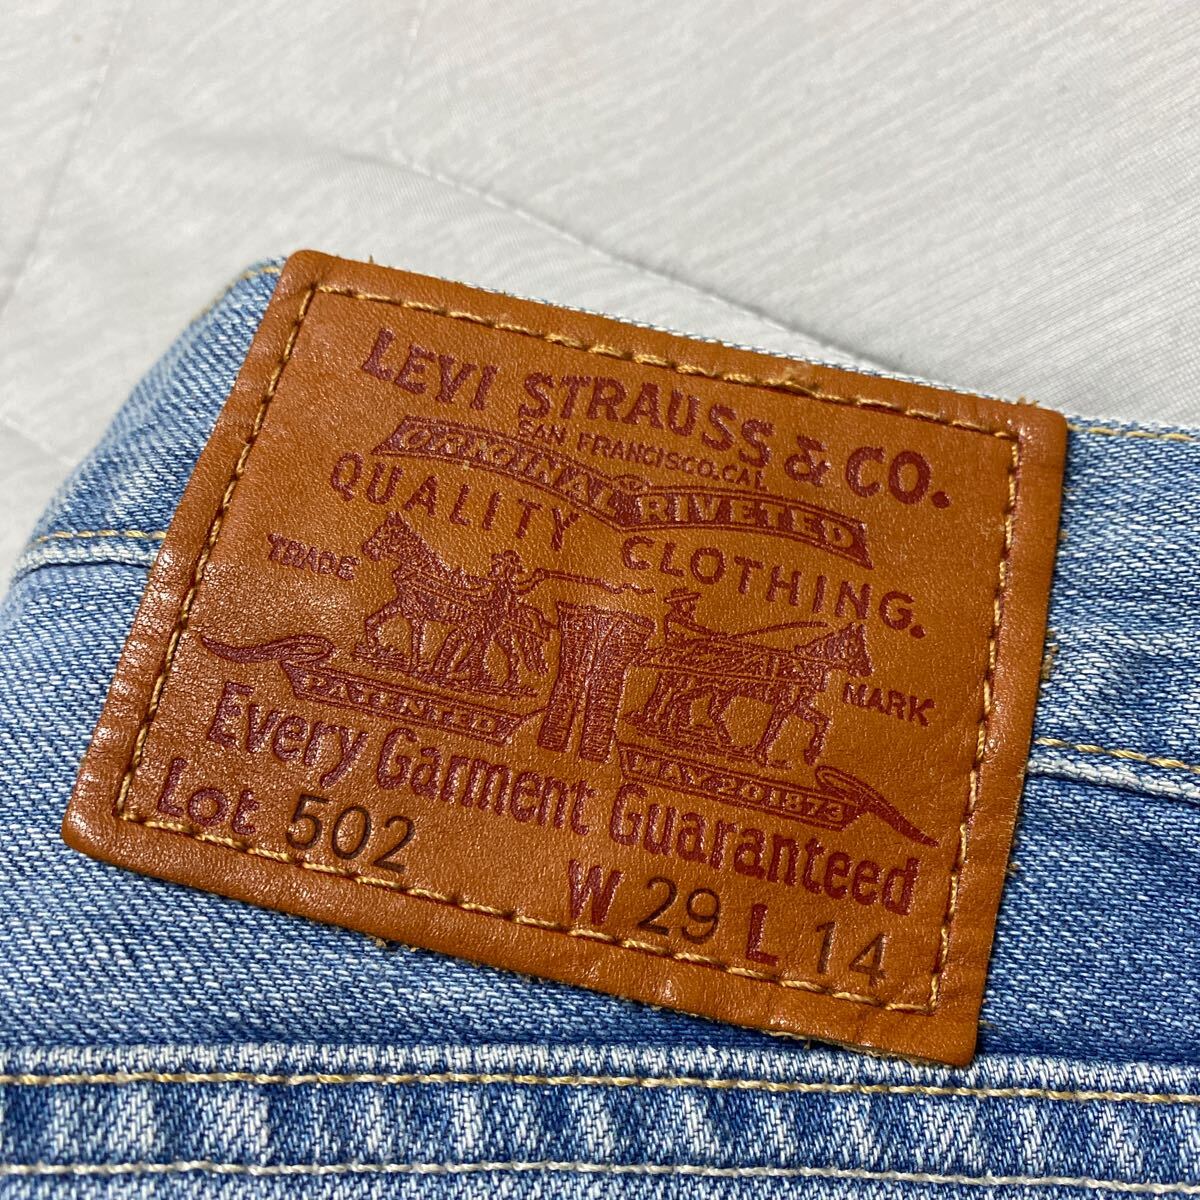 LEVI STRAUSS & CO.
SAN FRANCISCO. CAL
ORIGINAL RIVETED
QUALITY CLOTHING.
TRADE MARK
PATENTED MAY 20 1873
Every Garment Guaranteed
Lot 502
W 29 L 14